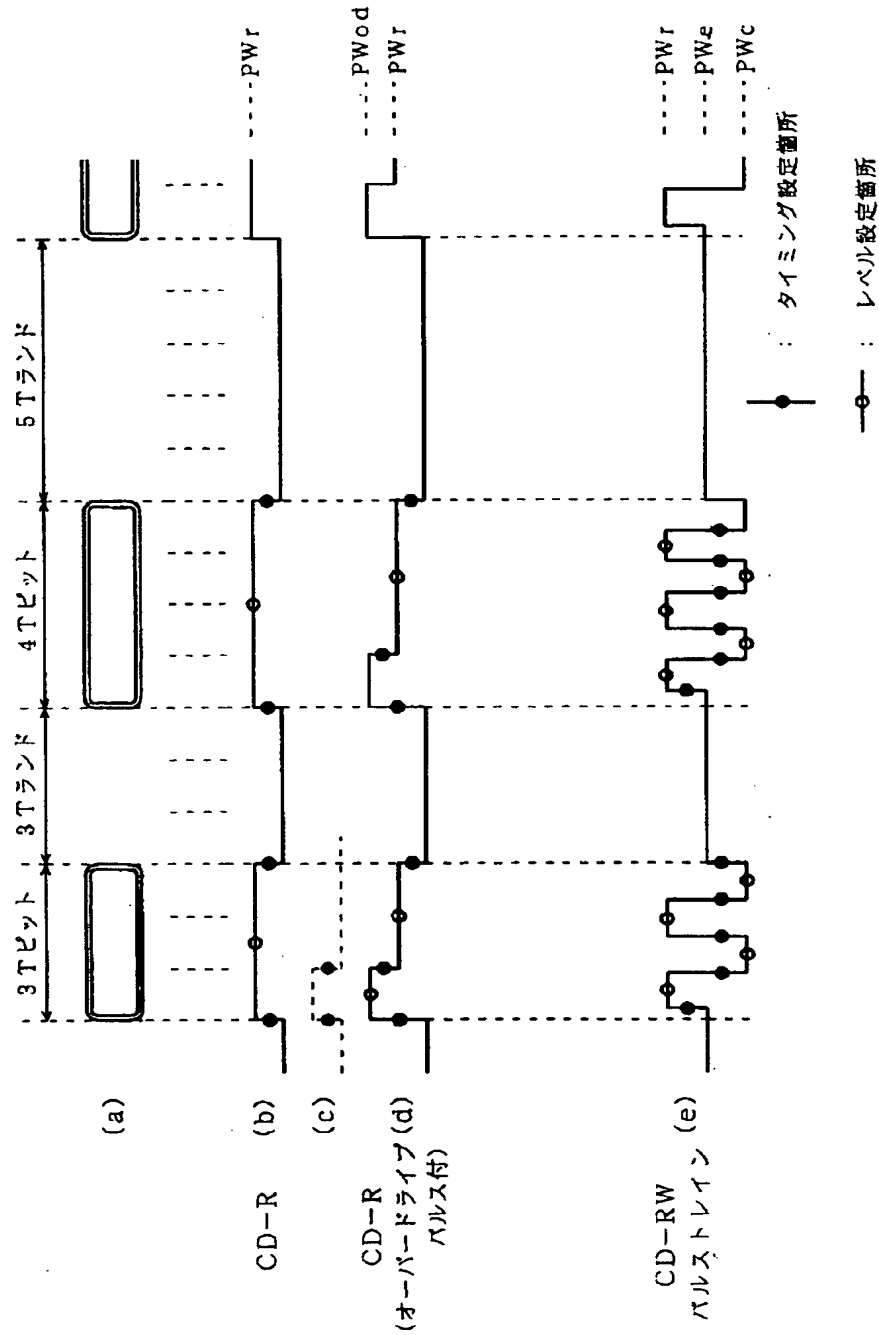 3Tピット 3Tランド 4Tピット 5Tランド
(a)
CD-R (b) PWr
(c)
CD-R
(オーバードライブ
パルス付)
(d)
PWod
PWr
CD-RW
パルストレイン
(e)
PWr
PWe
PWc
: タイミング設定箇所
: レベル設定箇所